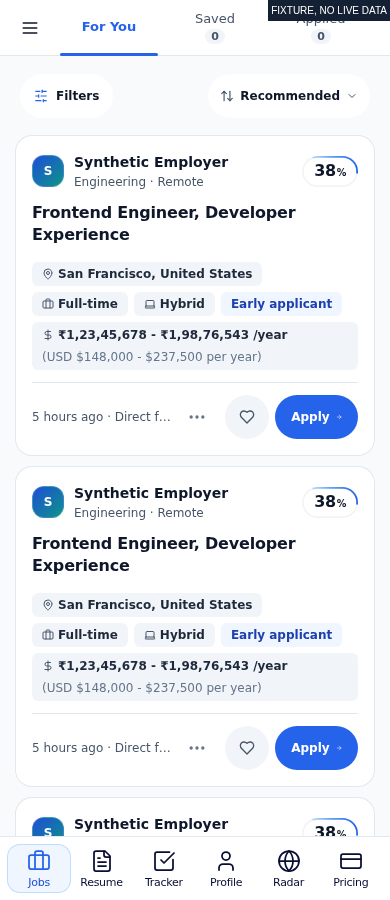 FIXTURE, NO LIVE DATA
For You
Saved
0
Applied
0
Filters
Recommended
S
Synthetic Employer
Engineering · Remote
38%
Frontend Engineer, Developer
Experience
San Francisco, United States
Full-time
Hybrid
Early applicant
₹1,23,45,678 - ₹1,98,76,543 /year
(USD $148,000 - $237,500 per year)
5 hours ago · Direct f...
Apply
S
Synthetic Employer
Engineering · Remote
38%
Frontend Engineer, Developer
Experience
San Francisco, United States
Full-time
Hybrid
Early applicant
₹1,23,45,678 - ₹1,98,76,543 /year
(USD $148,000 - $237,500 per year)
5 hours ago · Direct f...
Apply
S
Synthetic Employer
38%
Jobs
Resume
Tracker
Profile
Radar
Pricing